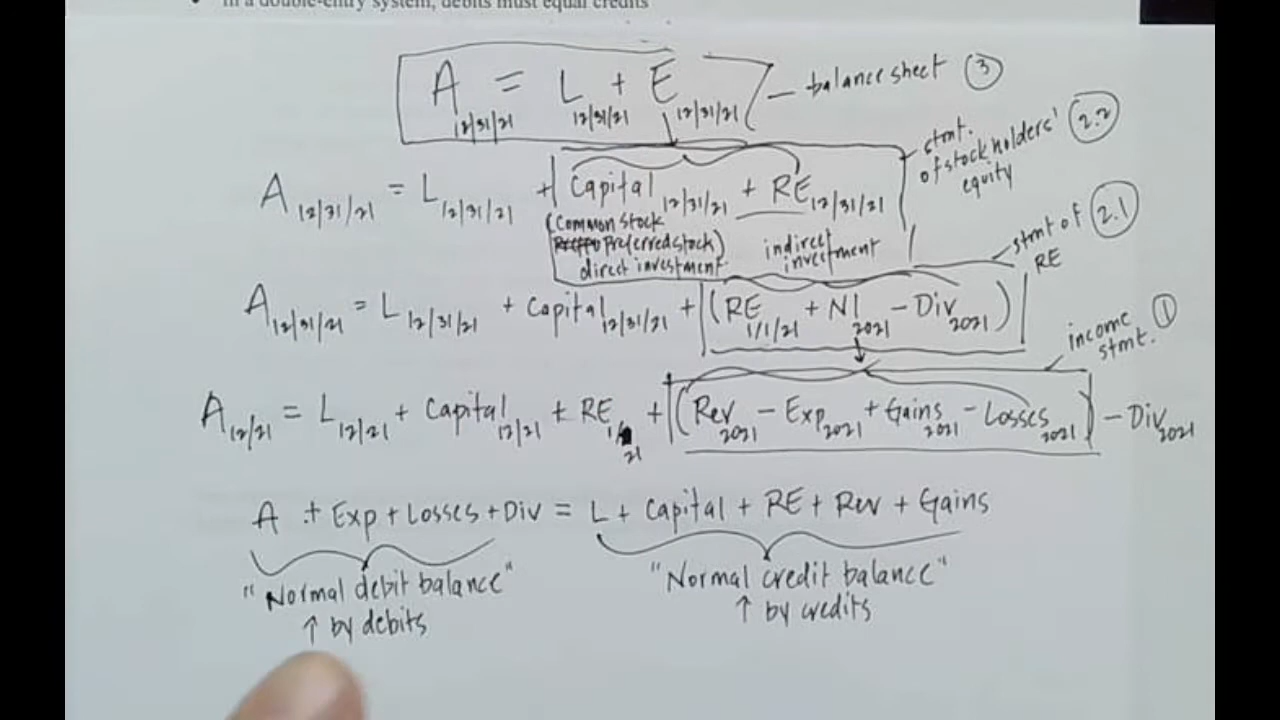 In a double-entry system, debits must equal credits
A 12/31/21 = L 12/31/21 + E 12/31/21 — balance sheet ③
A 12/31/21 = L 12/31/21 + Capital 12/31/21 + RE 12/31/21
stmt. of stockholders' equity 2.2
(Common Stock
Preferred stock)
direct investment
indirect investment
stmt of RE 2.1
A 12/31/21 = L 12/31/21 + Capital 12/31/21 + (RE 1/1/21 + NI 2021 − Div 2021)
income stmt. ①
A 12/21 = L 12/21 + Capital 12/21 + RE 1/ 21 + (Rev 2021 − Exp 2021 + Gains 2021 − Losses 2021) − Div 2021
A + Exp + Losses + Div = L + Capital + RE + Rev + Gains
"Normal debit balance"
↑ by debits
"Normal credit balance"
↑ by credits